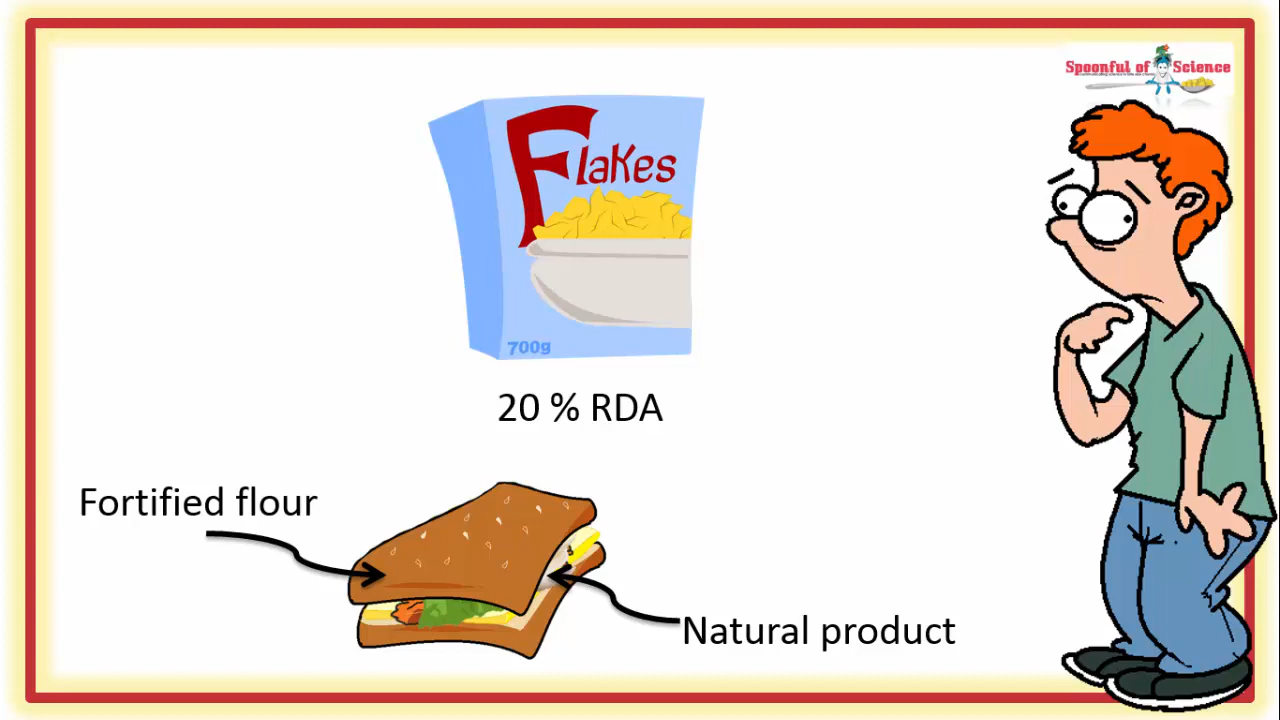 Spoonful of Science
Flakes
700g
20 % RDA
Fortified flour
Natural product